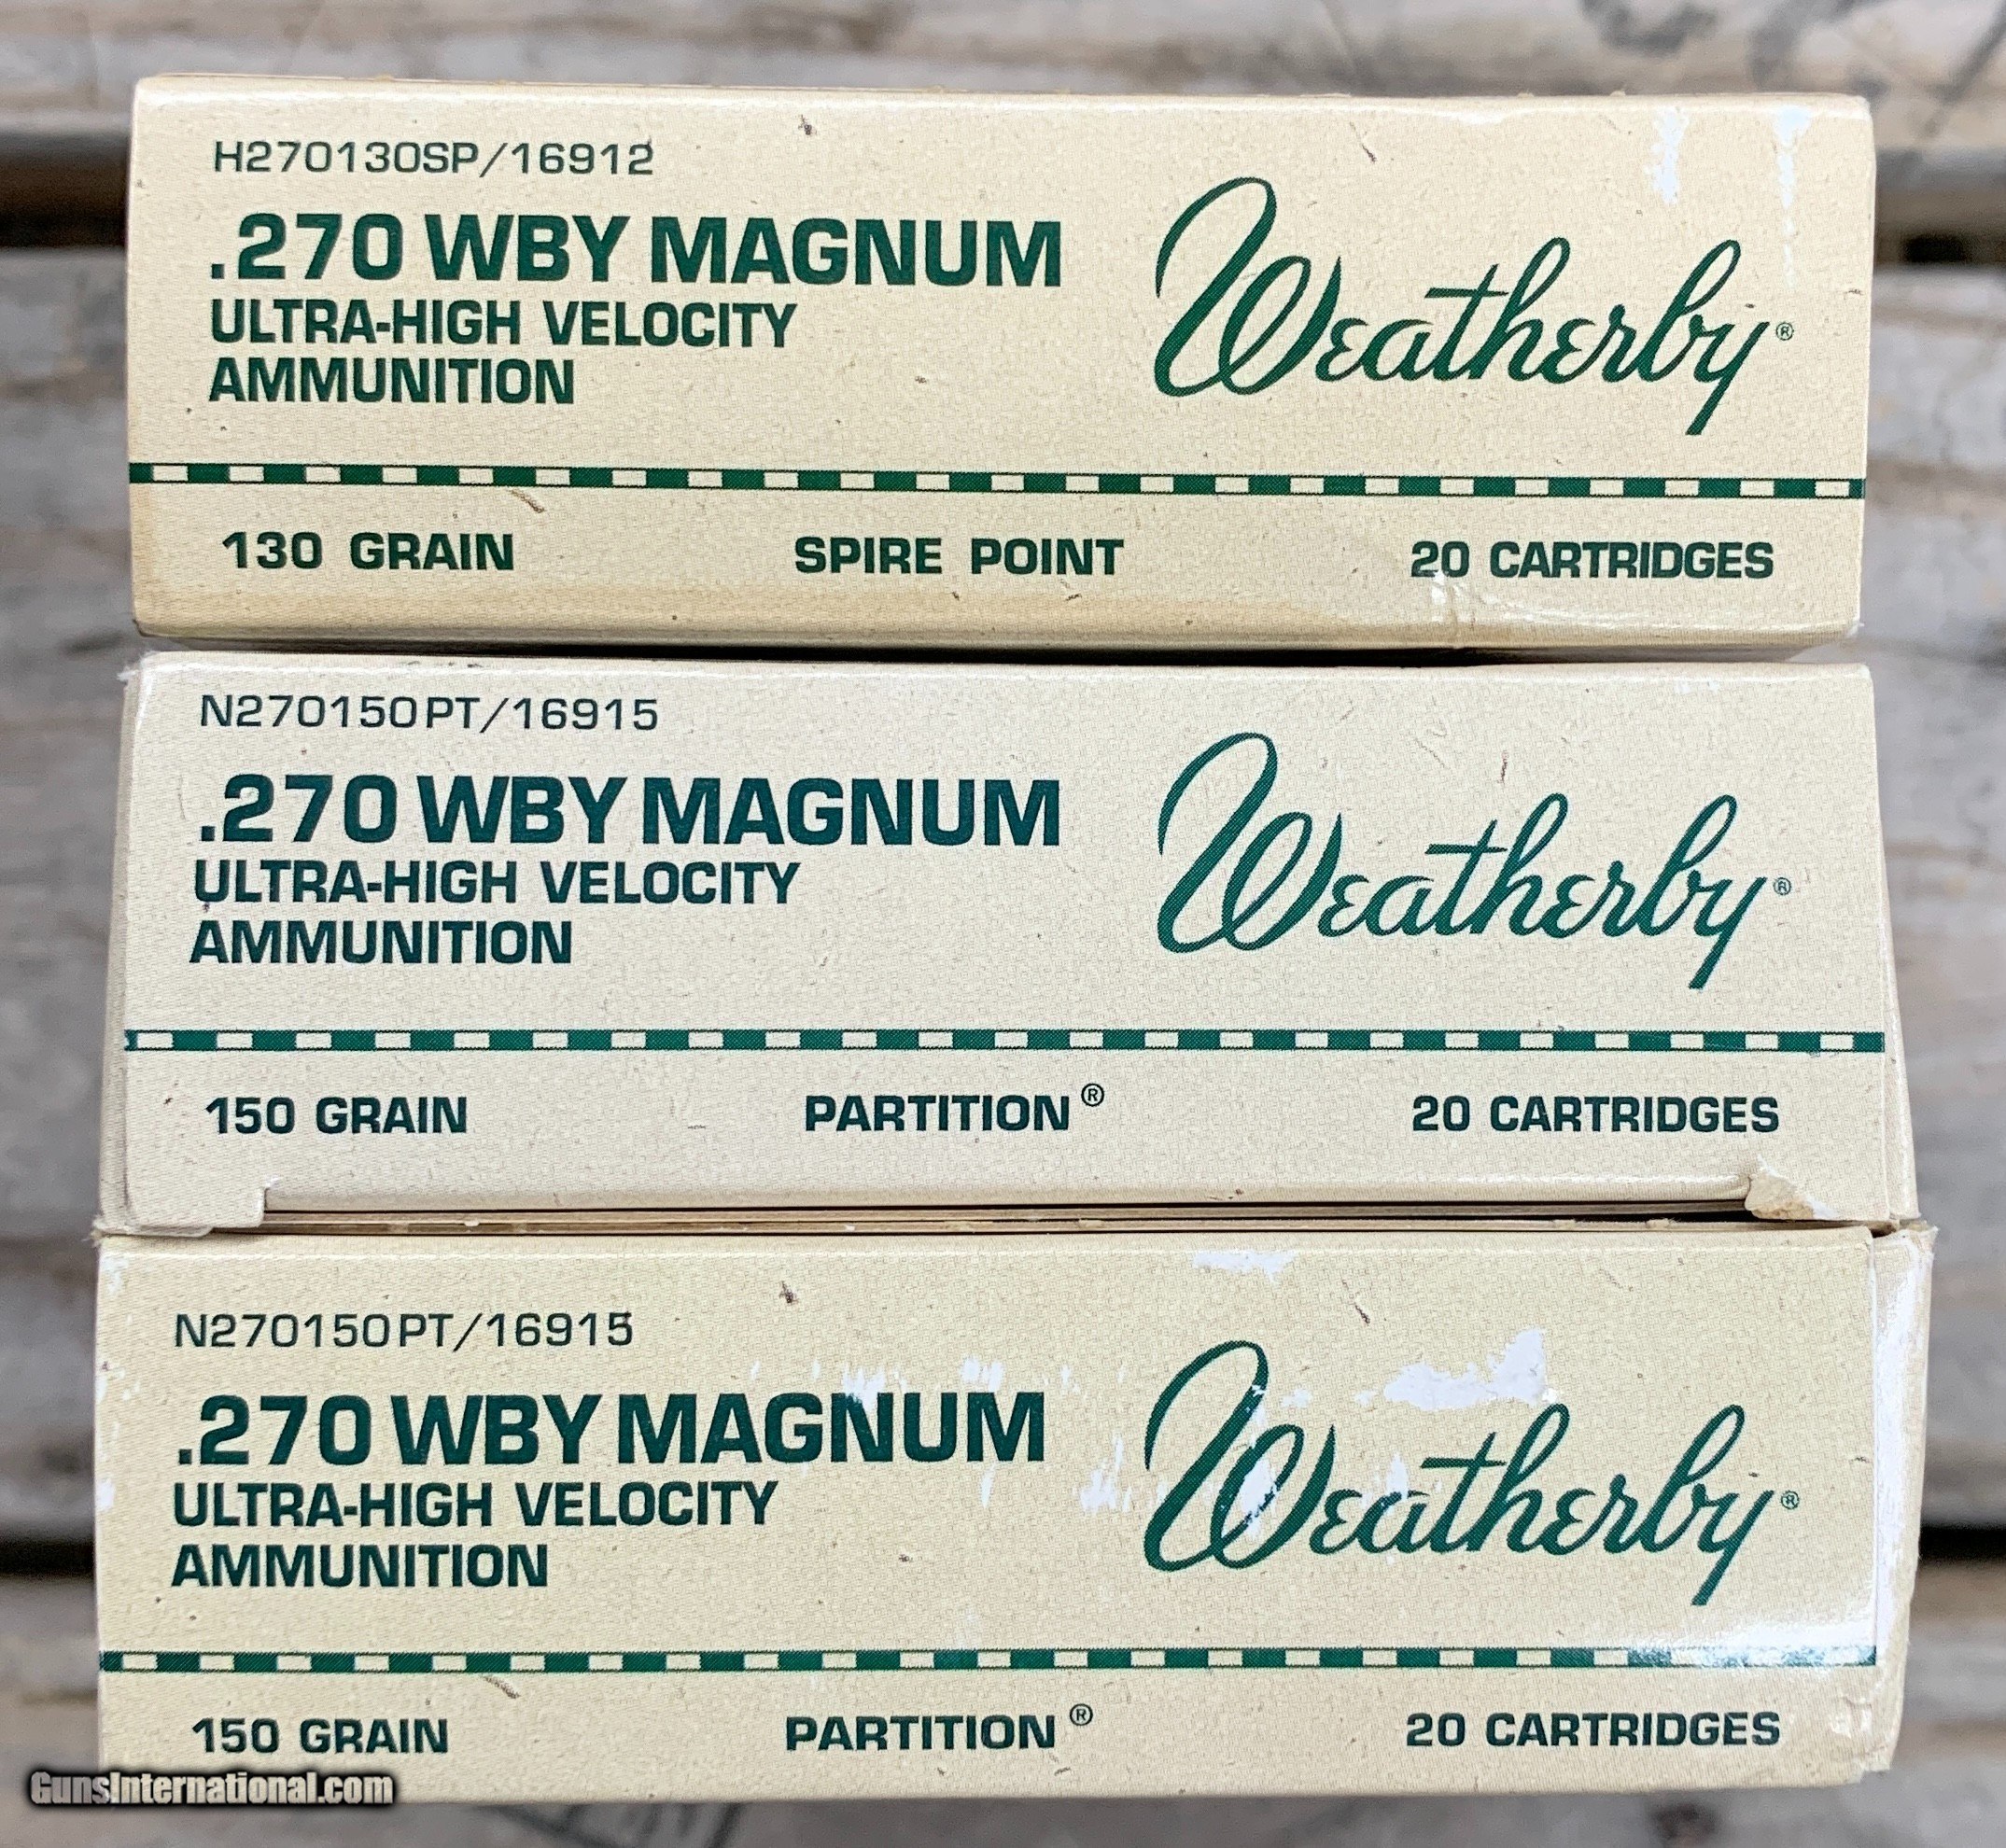 H270130SP/16912
.270 WBY MAGNUM
ULTRA-HIGH VELOCITY
AMMUNITION
Weatherby®
130 GRAIN SPIRE POINT 20 CARTRIDGES
N270150PT/16915
.270 WBY MAGNUM
ULTRA-HIGH VELOCITY
AMMUNITION
Weatherby®
150 GRAIN PARTITION® 20 CARTRIDGES
N270150PT/16915
.270 WBY MAGNUM
ULTRA-HIGH VELOCITY
AMMUNITION
Weatherby®
150 GRAIN PARTITION® 20 CARTRIDGES
GunsInternational.com